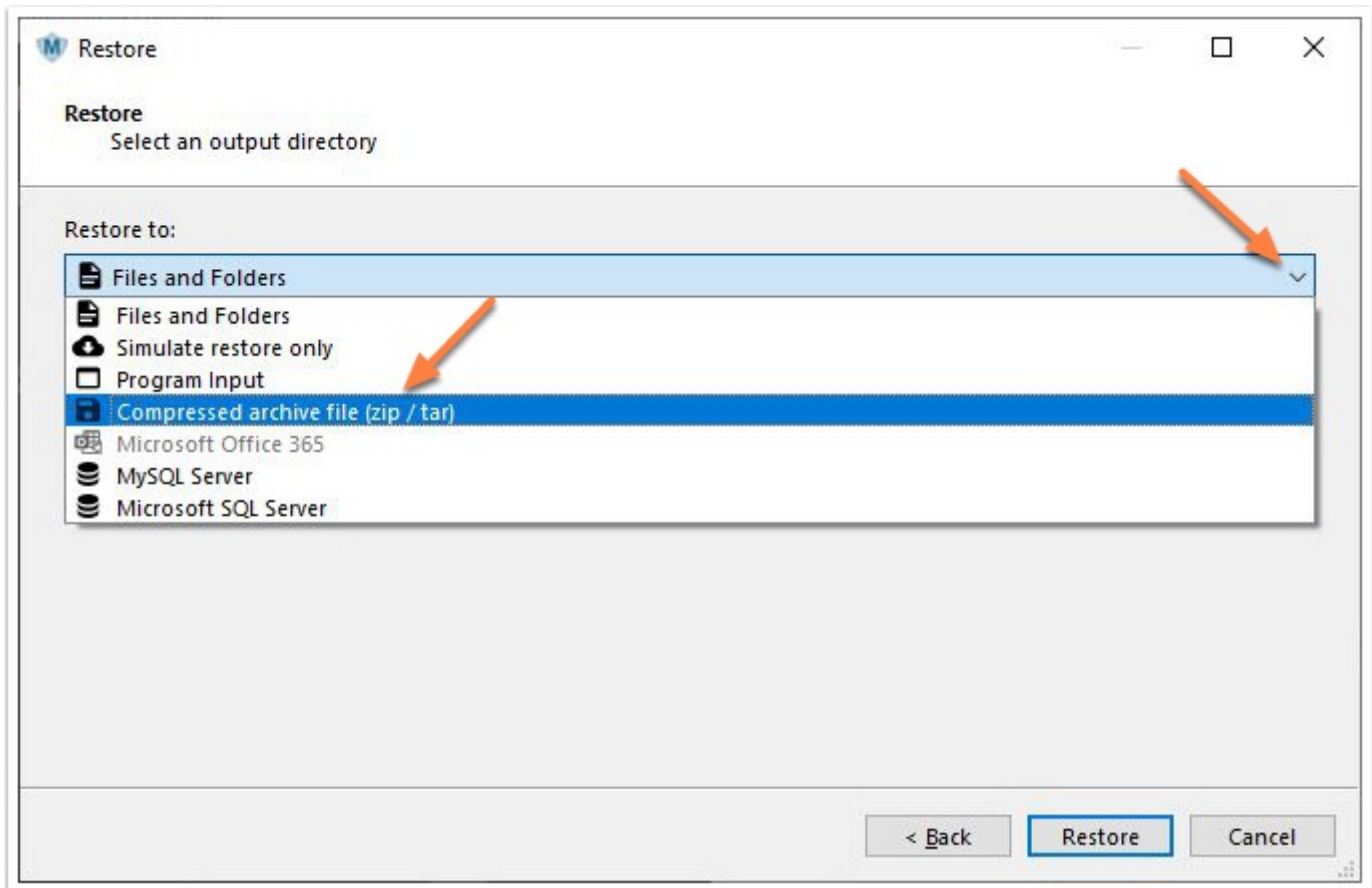 Restore
Restore
Select an output directory
Restore to:
Files and Folders
Files and Folders
Simulate restore only
Program Input
Compressed archive file (zip / tar)
Microsoft Office 365
MySQL Server
Microsoft SQL Server
< Back Restore Cancel